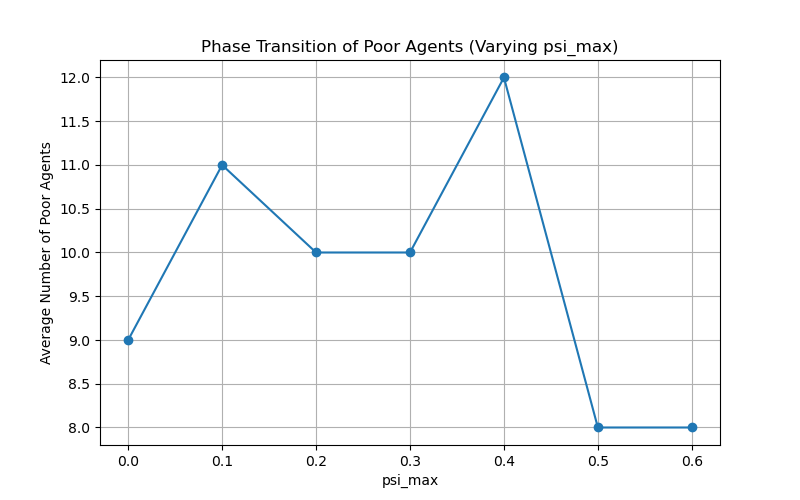 Phase Transition of Poor Agents (Varying psi_max)
Average Number of Poor Agents
12.0
11.5
11.0
10.5
10.0
9.5
9.0
8.5
8.0
0.0 0.1 0.2 0.3 0.4 0.5 0.6
psi_max